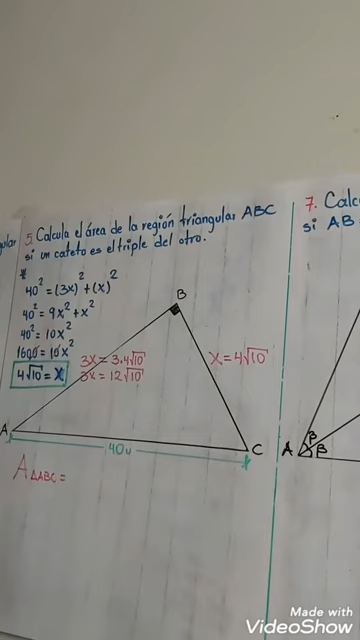 5. Calcula el área de la región triangular ABC
si un cateto es el triple del otro.
*
40² = (3x)² + (x)²
40² = 9x² + x²
40² = 10x²
1600 = 10x²
4√10 = x
3x = 3·4√10
3x = 12√10
B
x = 4√10
A
C
40u
A△ABC =
gular
7. Calc
si AB
A
β
β
Made with
VideoShow